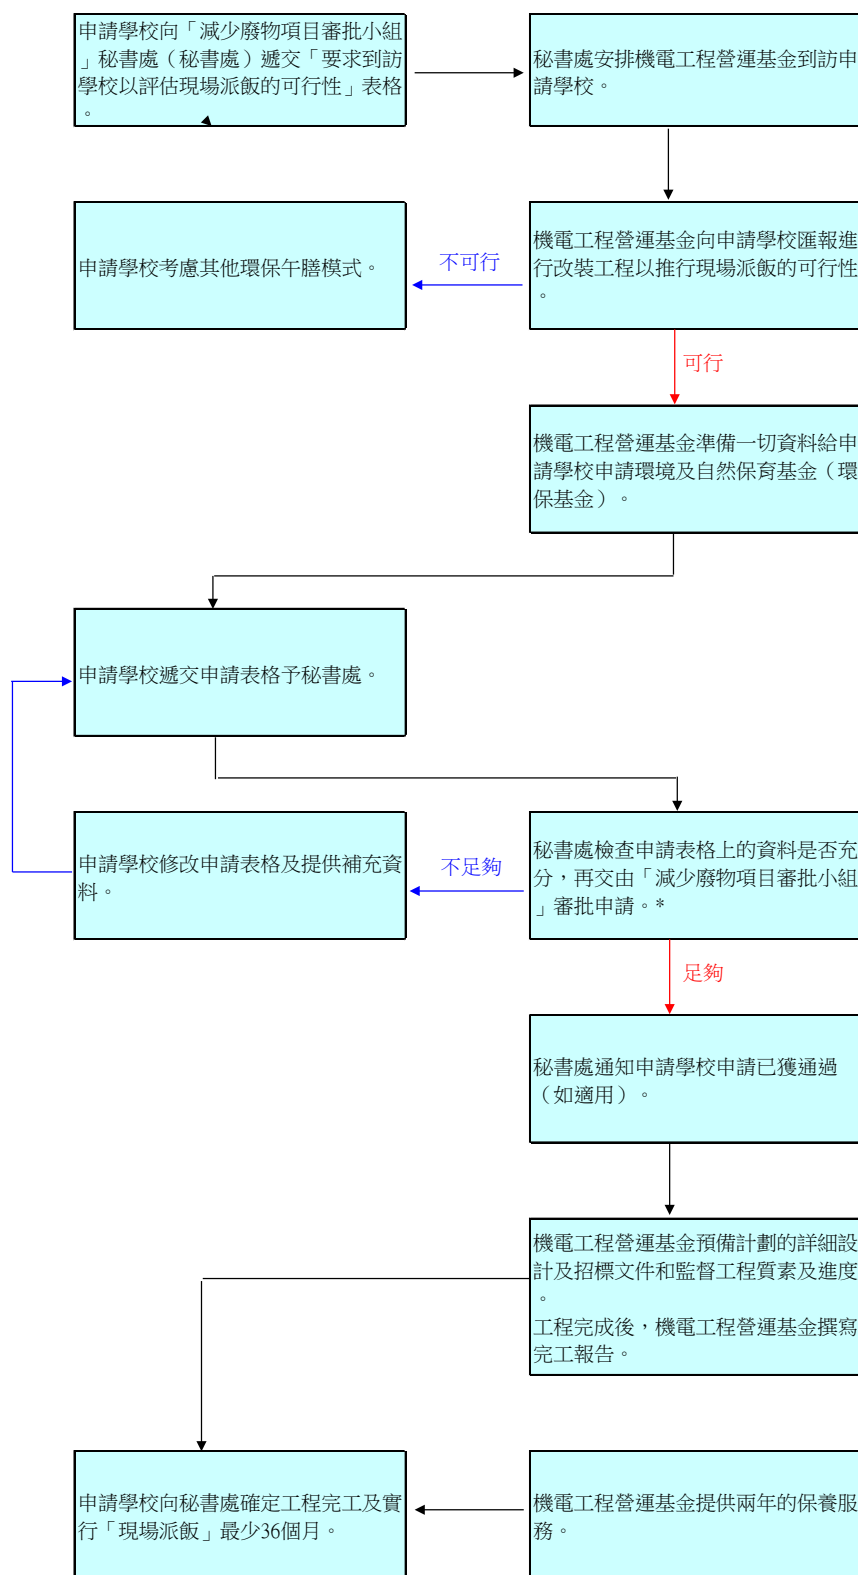 申請學校向「減少廢物項目審批小組
」秘書處（秘書處）遞交「要求到訪
學校以評估現場派飯的可行性」表格
。
秘書處安排機電工程營運基金到訪申
請學校。
機電工程營運基金向申請學校匯報進
行改裝工程以推行現場派飯的可行性
。
不可行
申請學校考慮其他環保午膳模式。
可行
機電工程營運基金準備一切資料給申
請學校申請環境及自然保育基金（環
保基金）。
申請學校遞交申請表格予秘書處。
秘書處檢查申請表格上的資料是否充
分，再交由「減少廢物項目審批小組
」審批申請。*
不足夠
申請學校修改申請表格及提供補充資
料。
足夠
秘書處通知申請學校申請已獲通過
（如適用）。
機電工程營運基金預備計劃的詳細設
計及招標文件和監督工程質素及進度
。
工程完成後，機電工程營運基金撰寫
完工報告。
申請學校向秘書處確定工程完工及實
行「現場派飯」最少36個月。
機電工程營運基金提供兩年的保養服
務。